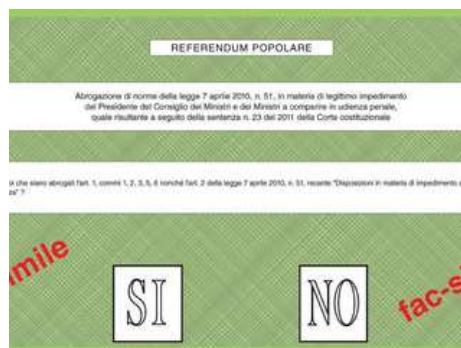 REFERENDUM POPOLARE
Abrogazione di norme della legge 7 aprile 2010, n. 51, in materia di legittimo impedimento
del Presidente del Consiglio dei Ministri e dei Ministri a comparire in udienza penale,
quale risultante a seguito della sentenza n. 23 del 2011 della Corte costituzionale
che siano abrogati l'art. 1, commi 1, 2, 3, 5, 6 nonché l'art. 2 della legge 7 aprile 2010, n. 51, recante "Disposizioni in materia di impedimento a
?
imile
fac-si
SI
NO